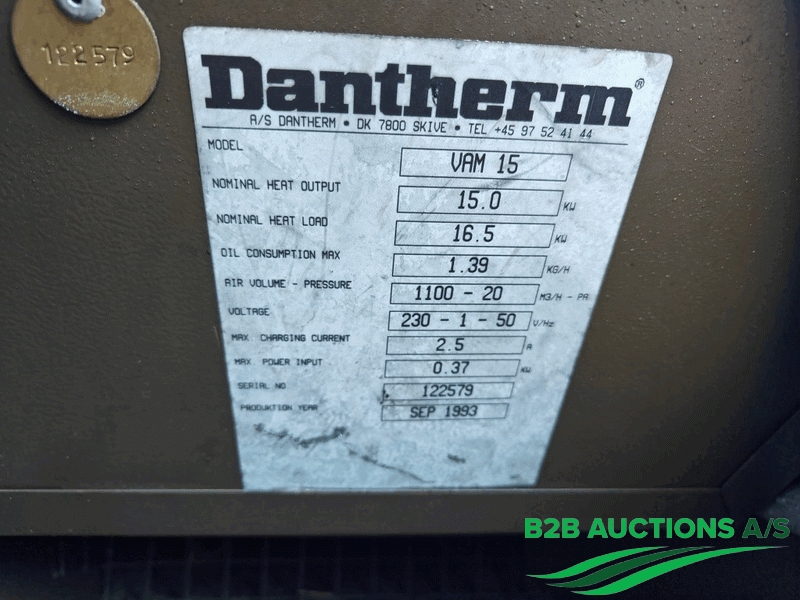 122579
Dantherm®
A/S DANTHERM • DK 7800 SKIVE • TEL +45 97 52 41 44
MODEL VAM 15
NOMINAL HEAT OUTPUT 15.0 KW
NOMINAL HEAT LOAD 16.5 KW
OIL CONSUMPTION MAX 1.39 KG/H
AIR VOLUME - PRESSURE 1100 - 20 M3/H - PA
VOLTAGE 230 - 1 - 50 V/Hz
MAX CHARGING CURRENT 2.5 A
MAX POWER INPUT 0.37 KW
SERIAL NO 122579
PRODUKTION YEAR SEP 1993
B2B AUCTIONS A/S